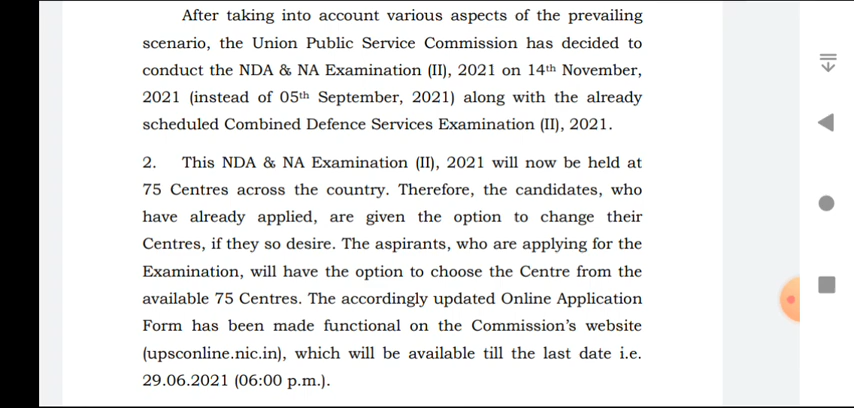 After taking into account various aspects of the prevailing
scenario, the Union Public Service Commission has decided to
conduct the NDA & NA Examination (II), 2021 on 14th November,
2021 (instead of 05th September, 2021) along with the already
scheduled Combined Defence Services Examination (II), 2021.
2. This NDA & NA Examination (II), 2021 will now be held at
75 Centres across the country. Therefore, the candidates, who
have already applied, are given the option to change their
Centres, if they so desire. The aspirants, who are applying for the
Examination, will have the option to choose the Centre from the
available 75 Centres. The accordingly updated Online Application
Form has been made functional on the Commission's website
(upsconline.nic.in), which will be available till the last date i.e.
29.06.2021 (06:00 p.m.).